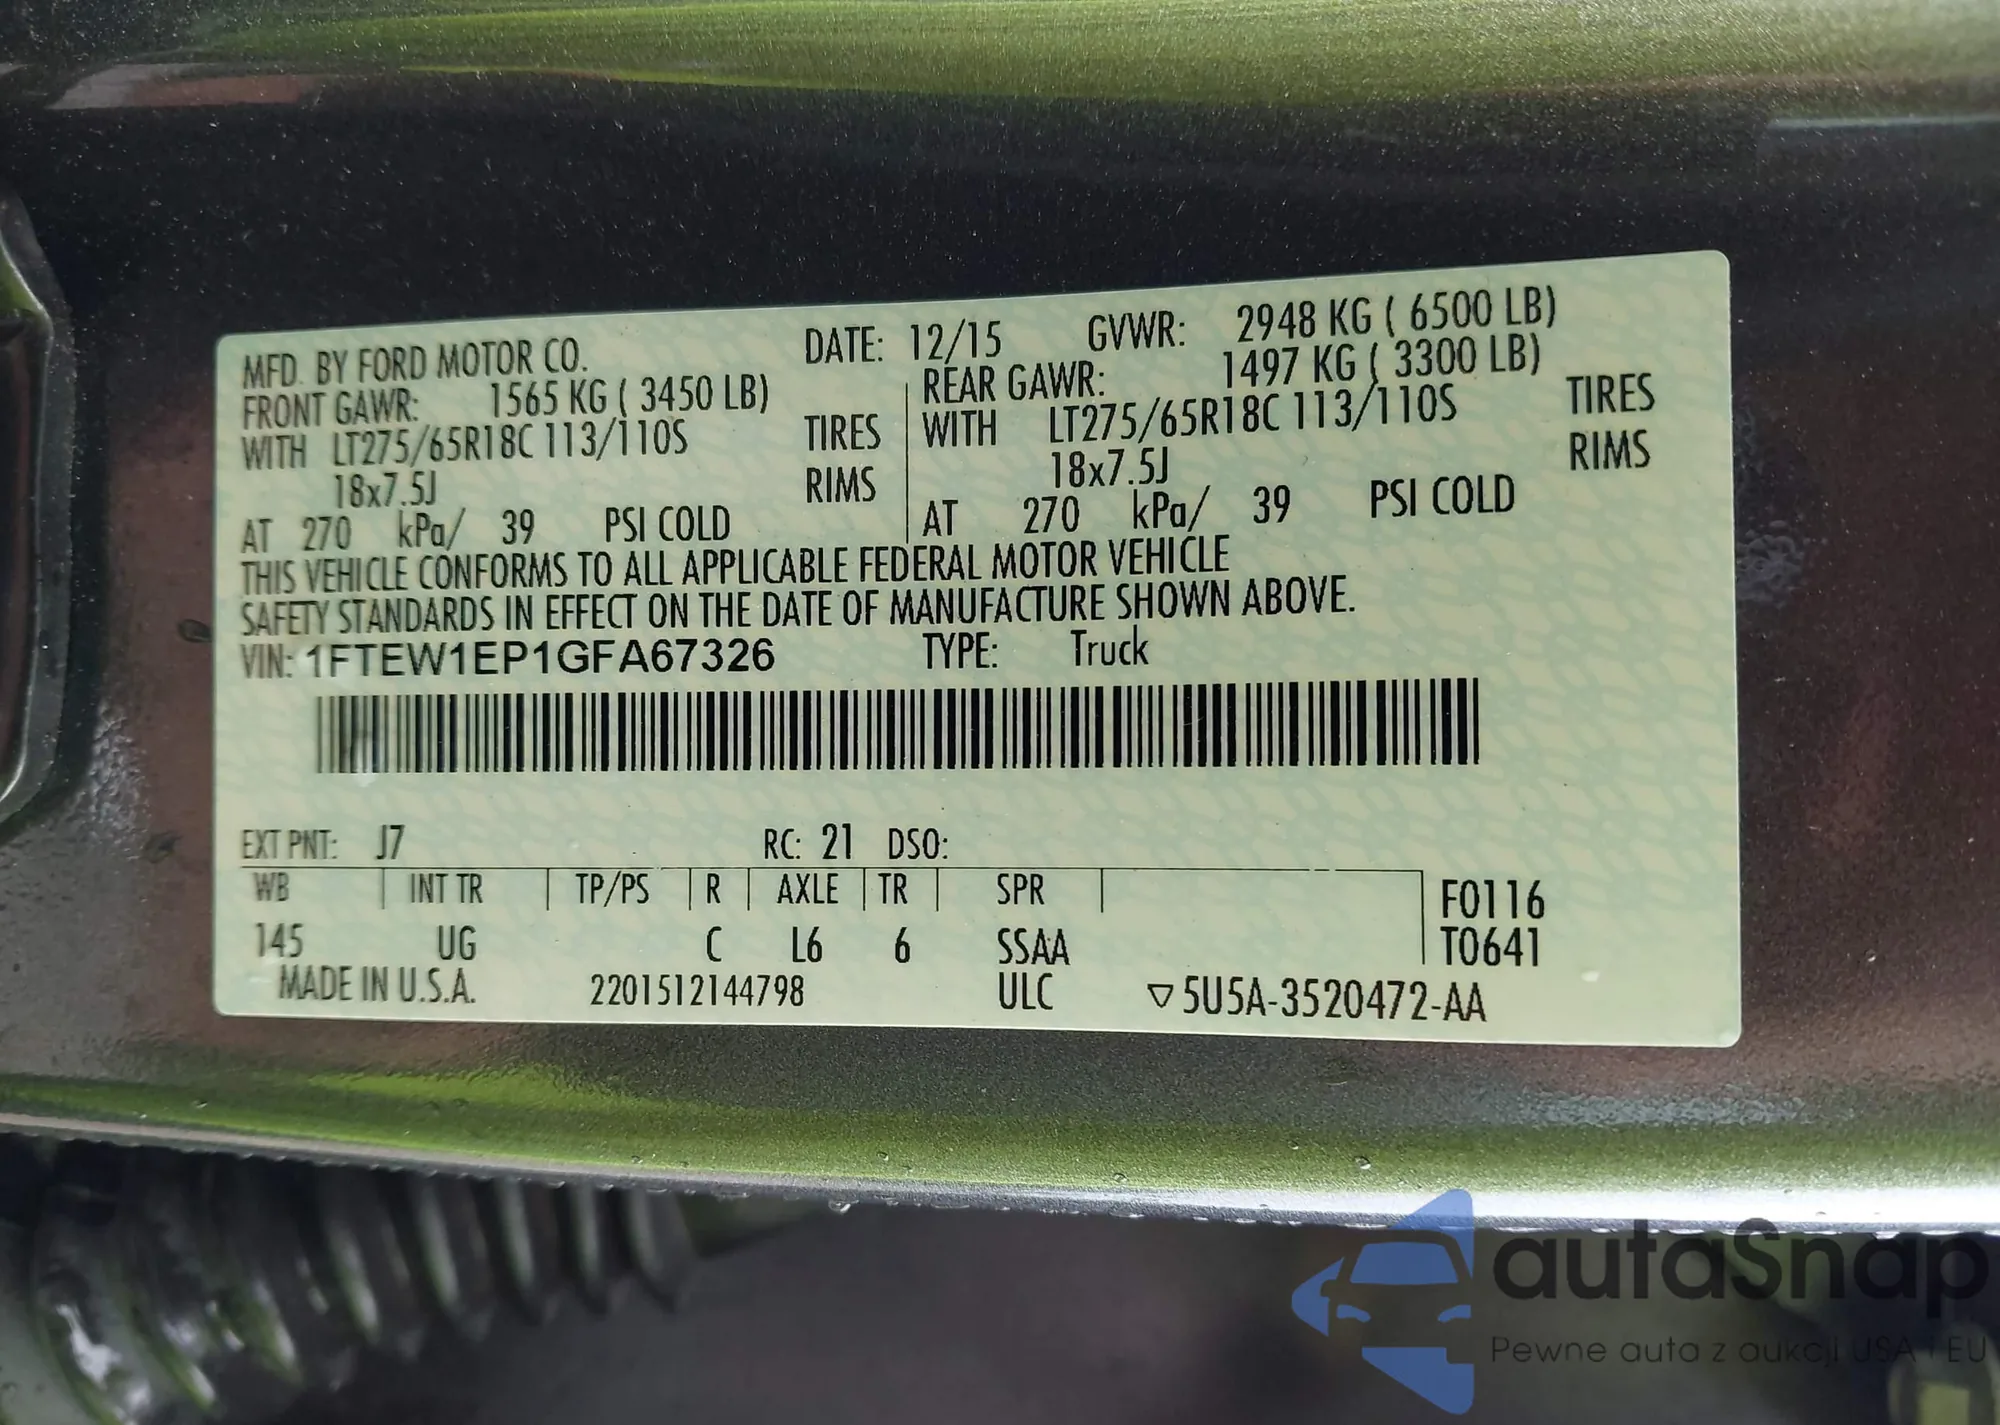 MFD. BY FORD MOTOR CO. DATE: 12/15 GVWR: 2948 KG ( 6500 LB)
FRONT GAWR: 1565 KG ( 3450 LB) REAR GAWR: 1497 KG ( 3300 LB)
WITH LT275/65R18C 113/110S TIRES WITH LT275/65R18C 113/110S TIRES
18x7.5J RIMS 18x7.5J RIMS
AT 270 kPa/ 39 PSI COLD AT 270 kPa/ 39 PSI COLD
THIS VEHICLE CONFORMS TO ALL APPLICABLE FEDERAL MOTOR VEHICLE
SAFETY STANDARDS IN EFFECT ON THE DATE OF MANUFACTURE SHOWN ABOVE.
VIN: 1FTEW1EP1GFA67326 TYPE: Truck
EXT PNT: J7 RC: 21 DSO:
WB INT TR TP/PS R AXLE TR SPR F0116
145 UG C L6 6 SSAA T0641
MADE IN U.S.A. 2201512144798 ULC ▽5U5A-3520472-AA
autaSnap
Pewne auta z aukcji USA i EU